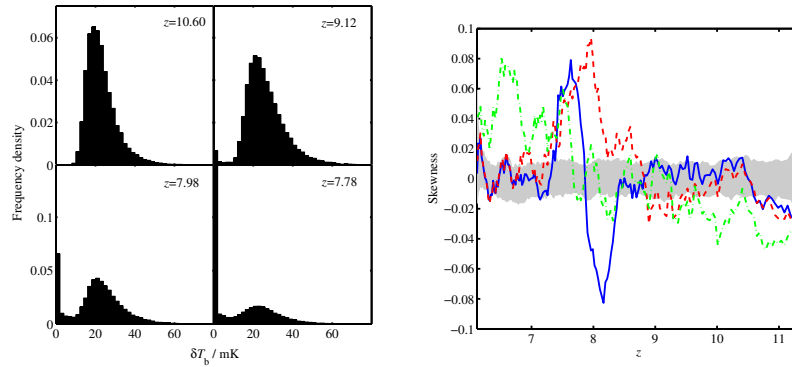 z=10.60
z=9.12
0.06
0.04
0.02
0
z=7.98
z=7.78
0.1
0.05
0
Frequency density
0 20 40 60
0 20 40 60
δT_b / mK
0.1
0.08
0.06
0.04
0.02
0
−0.02
−0.04
−0.06
−0.08
−0.1
Skewness
7 8 9 10 11
z